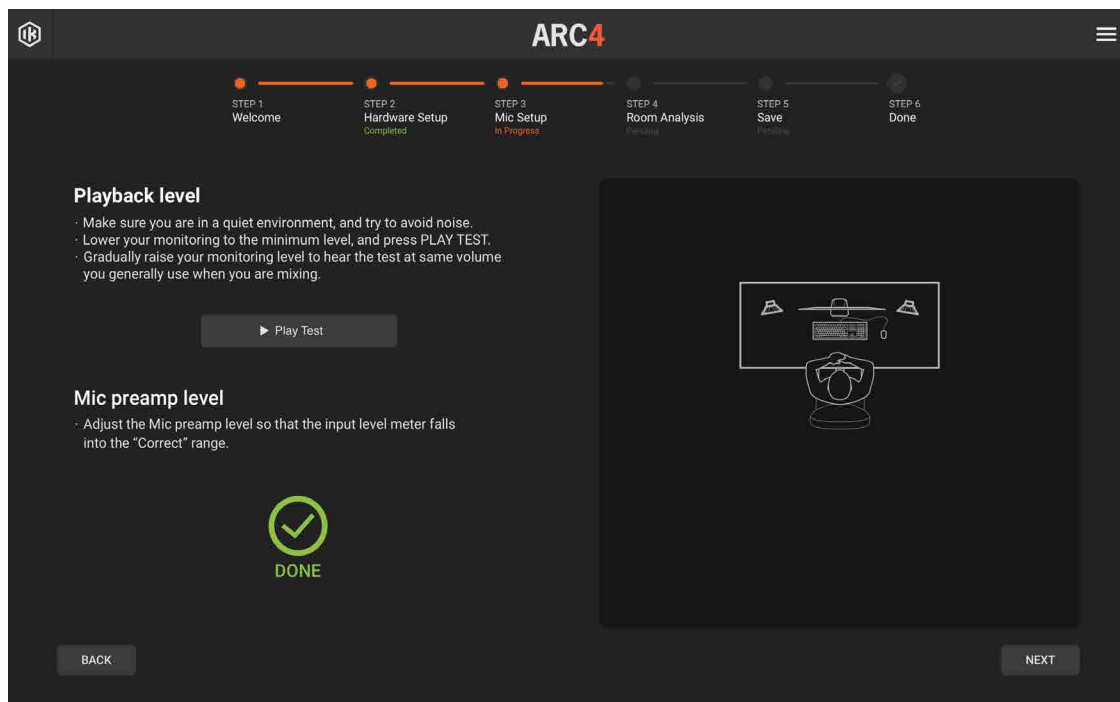 ARC4
STEP 1
Welcome
STEP 2
Hardware Setup
Completed
STEP 3
Mic Setup
In Progress
STEP 4
Room Analysis
Pending
STEP 5
Save
Pending
STEP 6
Done
Playback level
· Make sure you are in a quiet environment, and try to avoid noise.
· Lower your monitoring to the minimum level, and press PLAY TEST.
· Gradually raise your monitoring level to hear the test at same volume
you generally use when you are mixing.
Play Test
Mic preamp level
· Adjust the Mic preamp level so that the input level meter falls
into the “Correct” range.
DONE
BACK
NEXT